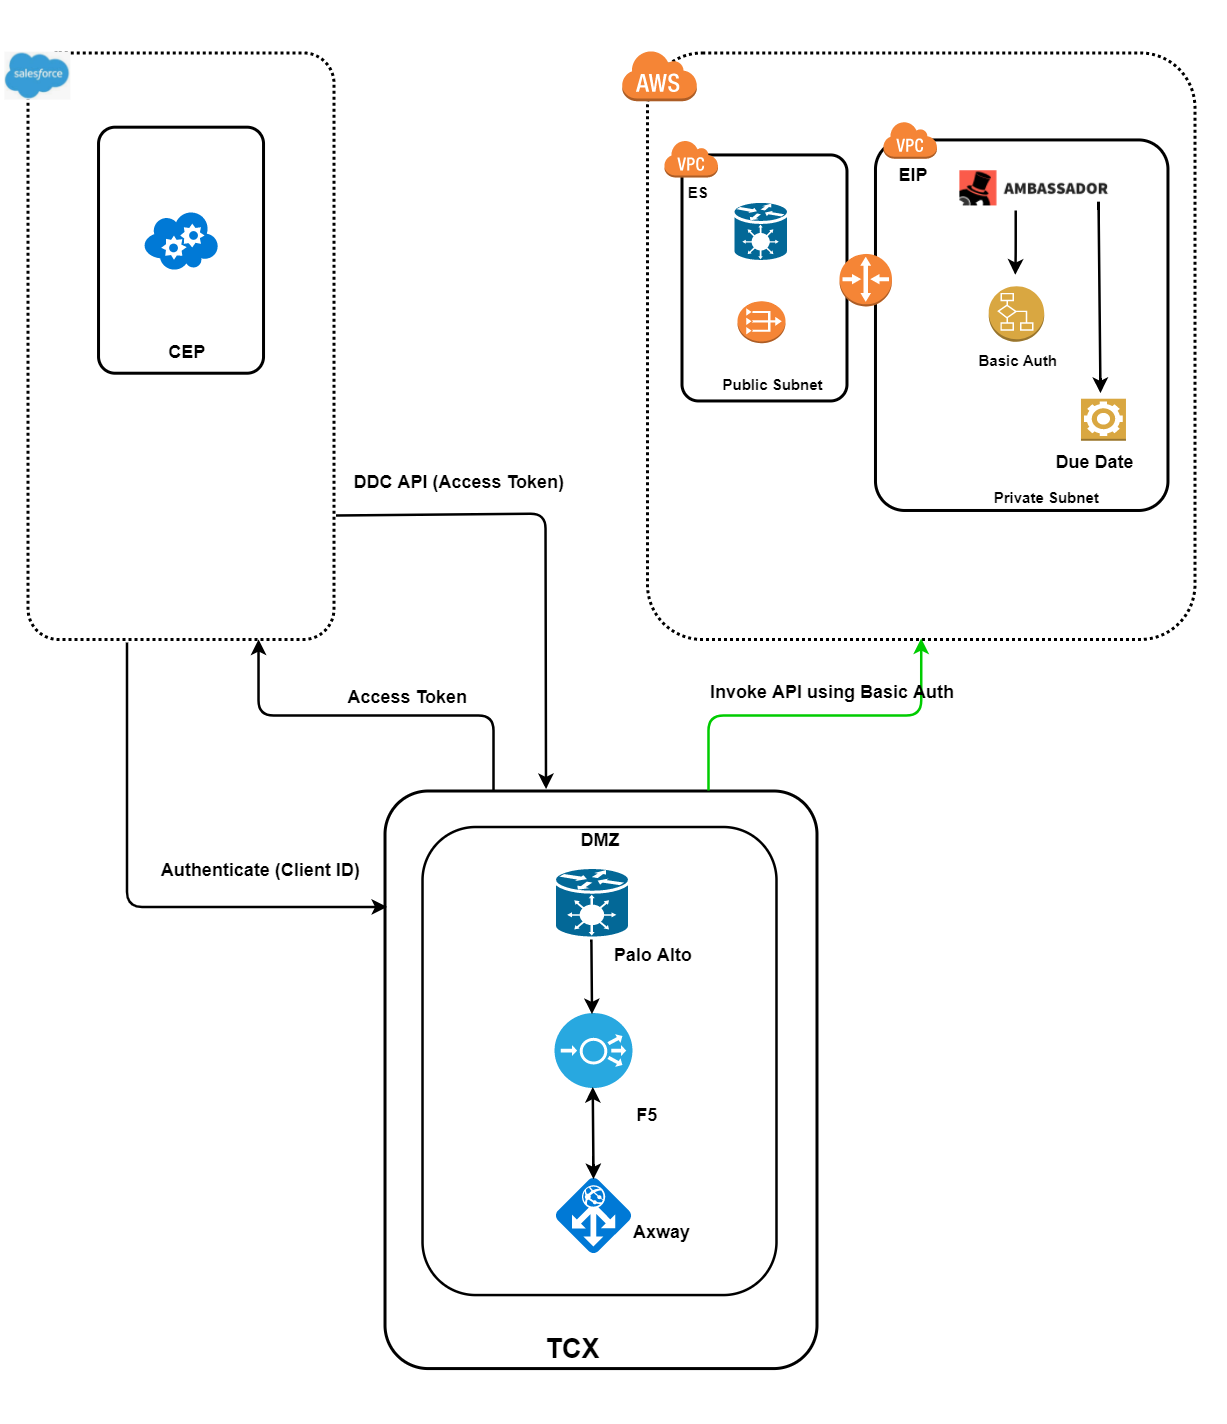 salesforce
CEP
AWS
VPC
ES
Public Subnet
VPC
EIP
AMBASSADOR
Basic Auth
Due Date
Private Subnet
DDC API (Access Token)
Access Token
Invoke API using Basic Auth
Authenticate (Client ID)
DMZ
Palo Alto
F5
Axway
TCX